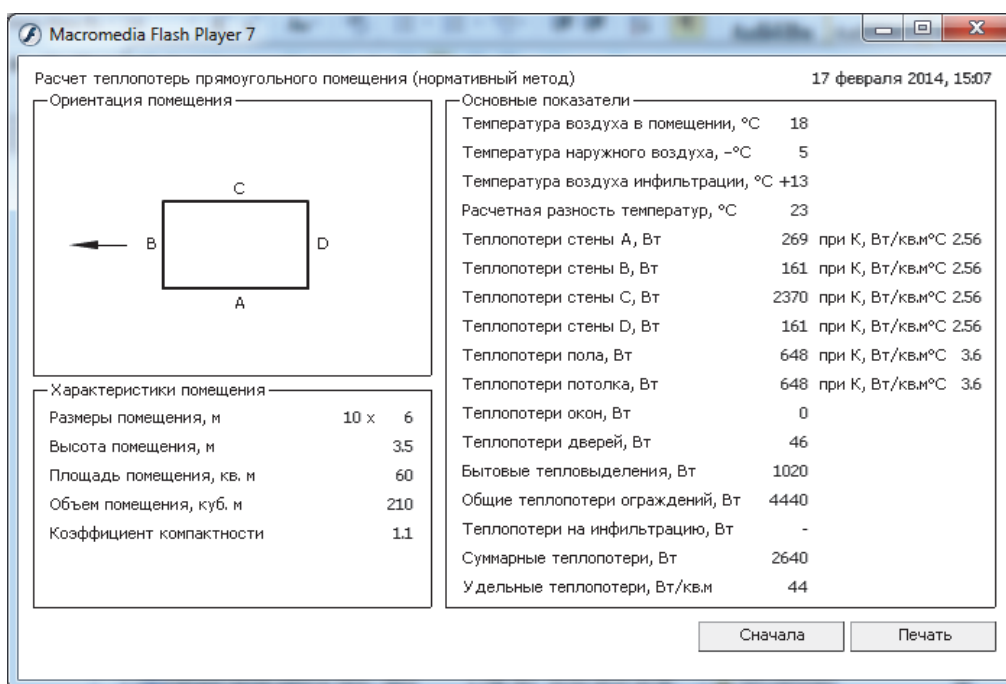 Macromedia Flash Player 7
Расчет теплопотерь прямоугольного помещения (нормативный метод) 17 февраля 2014, 15:07
Ориентация помещения
C
B
D
A
Характеристики помещения
Размеры помещения, м 10 x 6
Высота помещения, м 3.5
Площадь помещения, кв. м 60
Объем помещения, куб. м 210
Коэффициент компактности 1.1
Основные показатели
Температура воздуха в помещении, °C 18
Температура наружного воздуха, -°C 5
Температура воздуха инфильтрации, °C +13
Расчетная разность температур, °C 23
Теплопотери стены A, Вт 269 при K, Вт/кв.м°C 2.56
Теплопотери стены B, Вт 161 при K, Вт/кв.м°C 2.56
Теплопотери стены C, Вт 2370 при K, Вт/кв.м°C 2.56
Теплопотери стены D, Вт 161 при K, Вт/кв.м°C 2.56
Теплопотери пола, Вт 648 при K, Вт/кв.м°C 3.6
Теплопотери потолка, Вт 648 при K, Вт/кв.м°C 3.6
Теплопотери окон, Вт 0
Теплопотери дверей, Вт 46
Бытовые тепловыделения, Вт 1020
Общие теплопотери ограждений, Вт 4440
Теплопотери на инфильтрацию, Вт -
Суммарные теплопотери, Вт 2640
Удельные теплопотери, Вт/кв.м 44
Сначала Печать